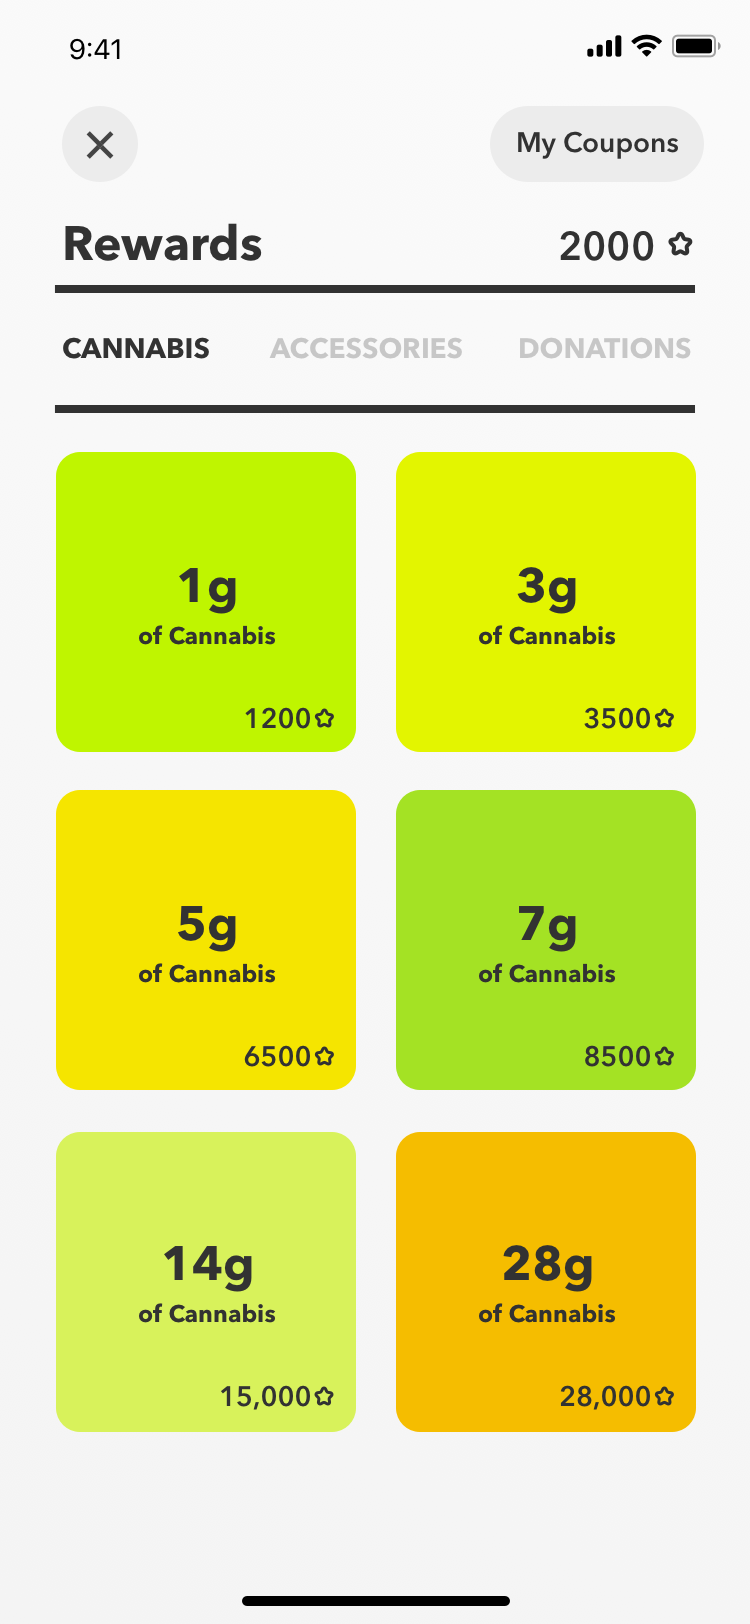 9:41
My Coupons
Rewards
2000
CANNABIS ACCESSORIES DONATIONS
1g
of Cannabis
1200
3g
of Cannabis
3500
5g
of Cannabis
6500
7g
of Cannabis
8500
14g
of Cannabis
15,000
28g
of Cannabis
28,000